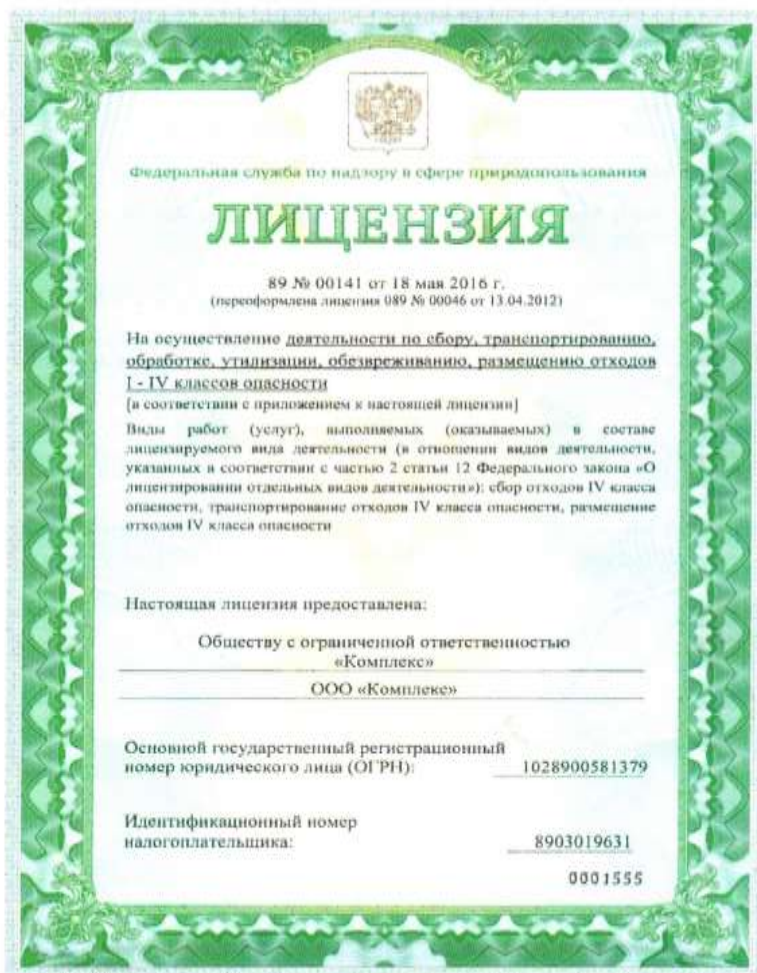 Федеральная служба по надзору в сфере природопользования
ЛИЦЕНЗИЯ
89 № 00141 от 18 мая 2016 г.
(переоформлена лицензия 089 № 00046 от 13.04.2012)
На осуществление деятельности по сбору, транспортированию,
обработке, утилизации, обезвреживанию, размещению отходов
I - IV классов опасности
[в соответствии с приложением к настоящей лицензии]
Виды работ (услуг), выполняемых (оказываемых) в составе
лицензируемого вида деятельности (в отношении видов деятельности,
указанных в соответствии с частью 2 статьи 12 Федерального закона «О
лицензировании отдельных видов деятельности»): сбор отходов IV класса
опасности, транспортирование отходов IV класса опасности, размещение
отходов IV класса опасности
Настоящая лицензия предоставлена:
Обществу с ограниченной ответственностью
«Комплекс»
ООО «Комплекс»
Основной государственный регистрационный
номер юридического лица (ОГРН): 1028900581379
Идентификационный номер
налогоплательщика: 8903019631
0001555